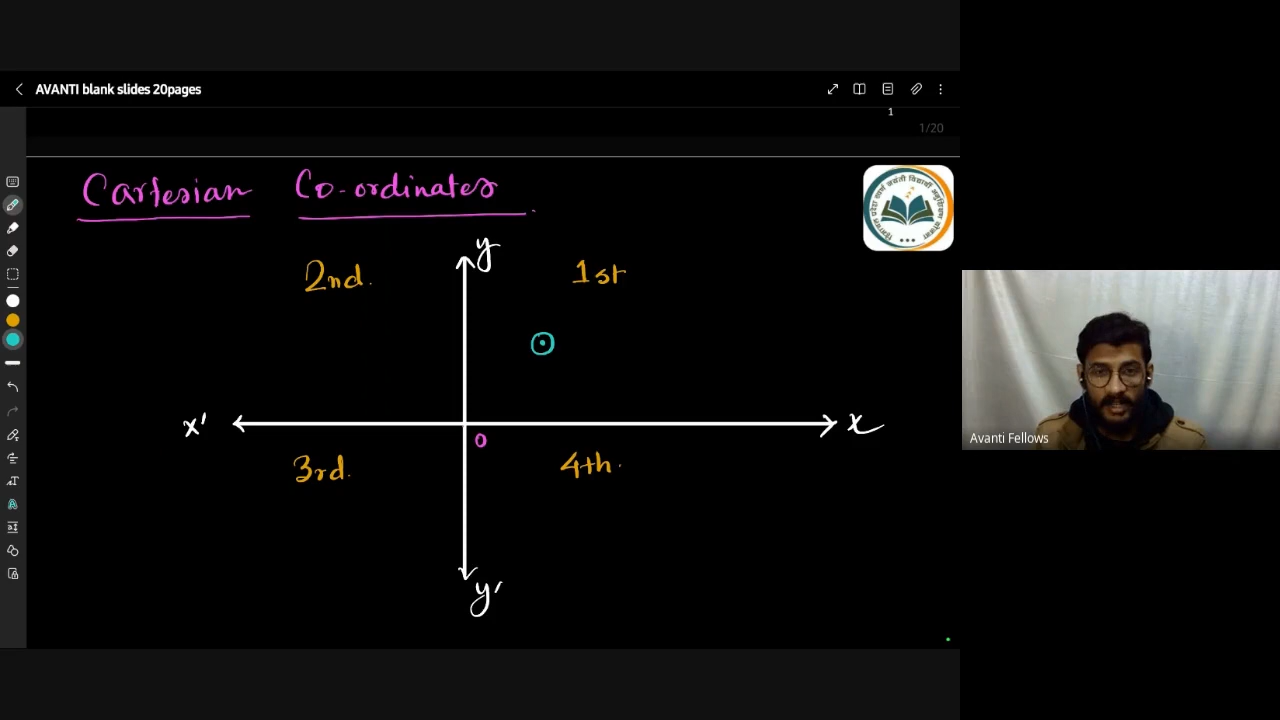 AVANTI blank slides 20pages
1
1/20
Cartesian Co-ordinates
y
2nd.
1st
x'
x
0
3rd.
4th.
y'
Avanti Fellows